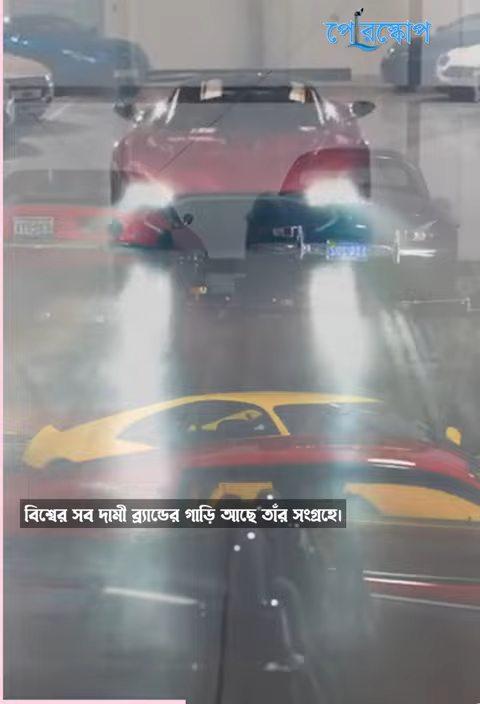 পেরিস্কোপ
বিশ্বের সব দামী ব্র্যান্ডের গাড়ি আছে তাঁর সংগ্রহে।